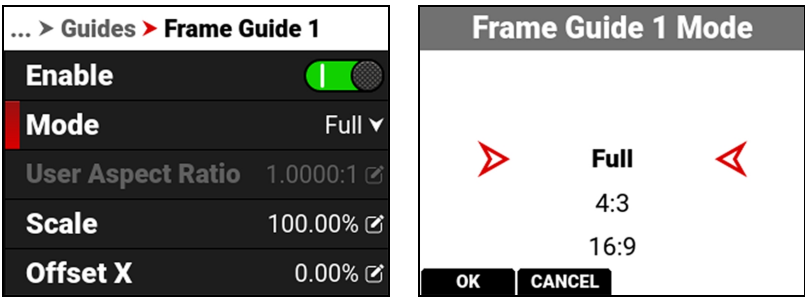 ... > Guides > Frame Guide 1
Enable
Mode Full
User Aspect Ratio 1.0000:1
Scale 100.00%
Offset X 0.00%
Frame Guide 1 Mode
Full
4:3
16:9
OK CANCEL